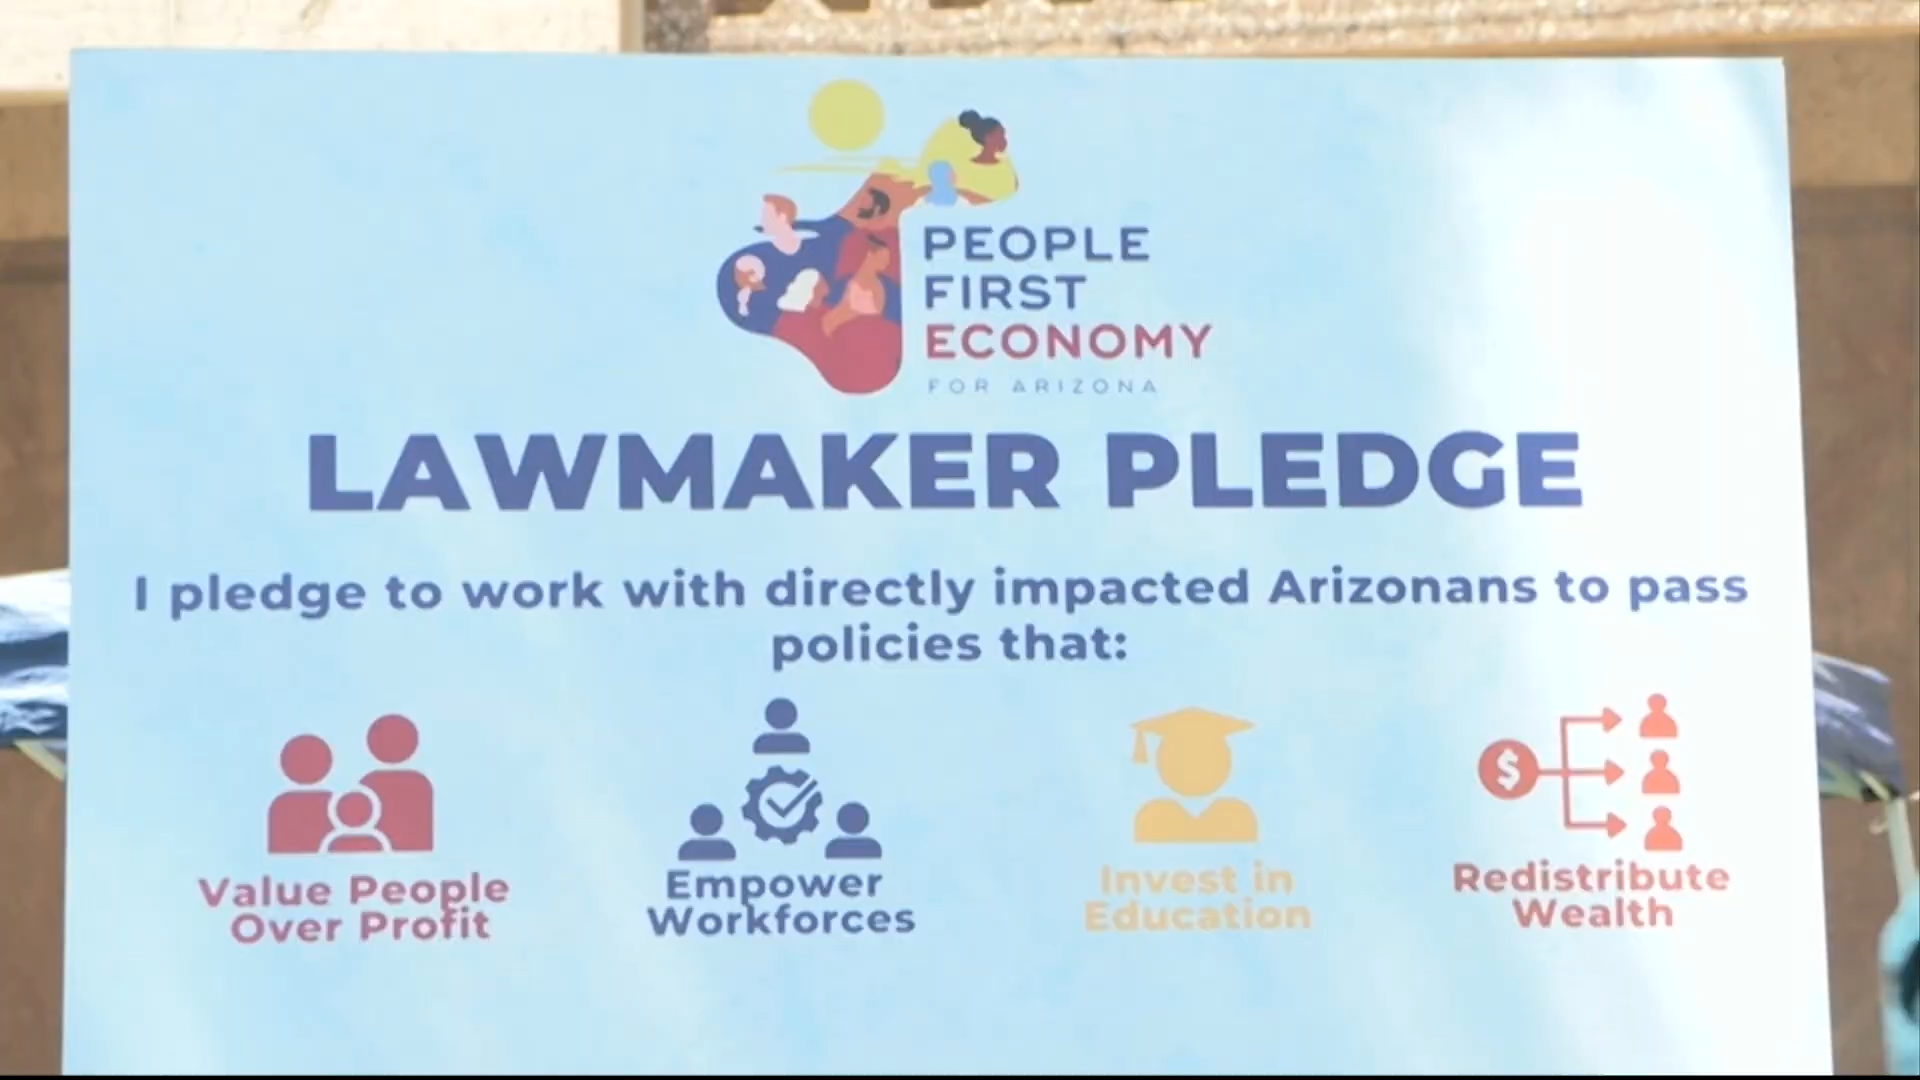 PEOPLE
FIRST
ECONOMY
FOR ARIZONA
LAWMAKER PLEDGE
I pledge to work with directly impacted Arizonans to pass
policies that:
Value People
Over Profit
Empower
Workforces
Invest in
Education
$
Redistribute
Wealth